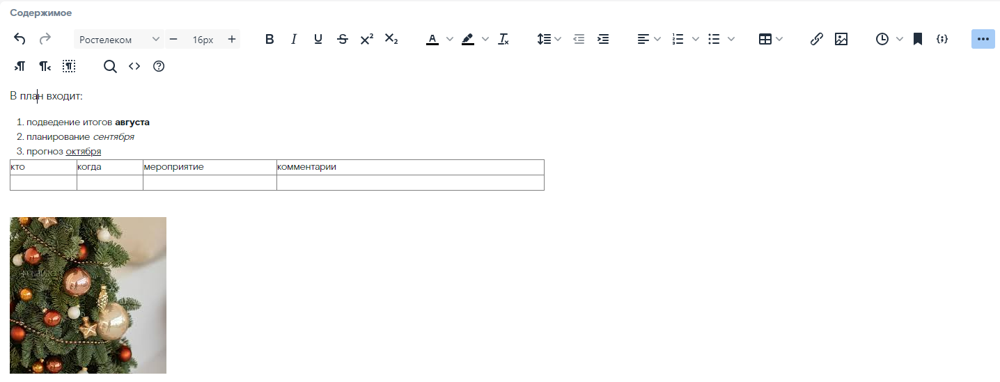 Содержимое
Ростелеком 16px
В план входит:
1. подведение итогов августа
2. планирование сентября
3. прогноз октября
кто когда мероприятие комментарии